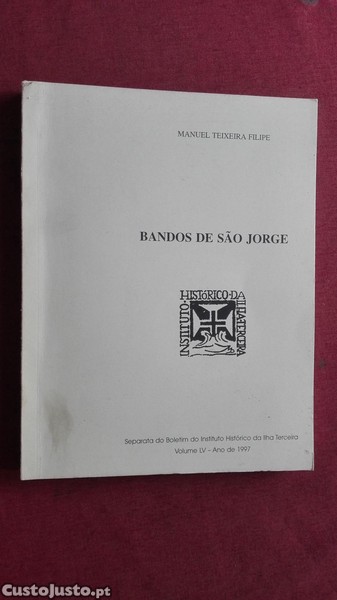 MANUEL TEIXEIRA FILIPE
BANDOS DE SÃO JORGE
INSTITUTO·HISTÓRICO·DA ILHA TERCEIRA
Separata do Boletim do Instituto Histórico da Ilha Terceira
Volume LV – Ano de 1997
CustoJusto.pt